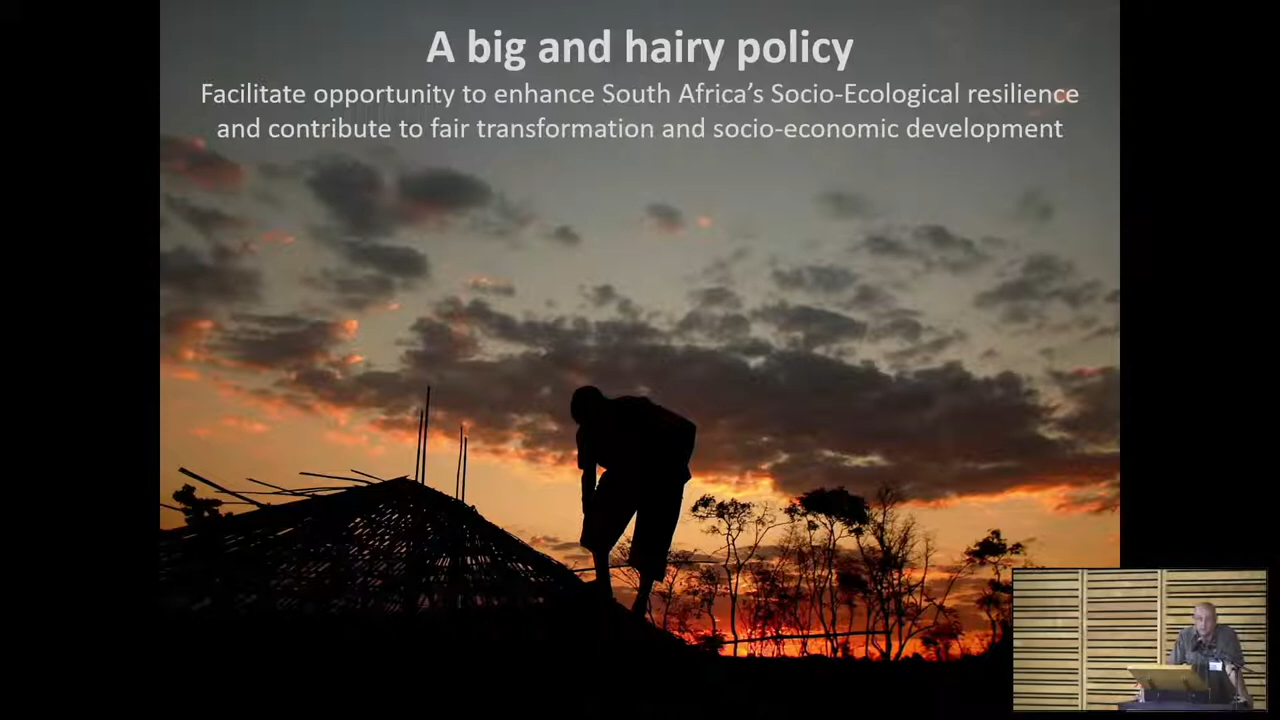 A big and hairy policy
Facilitate opportunity to enhance South Africa's Socio-Ecological resilience
and contribute to fair transformation and socio-economic development